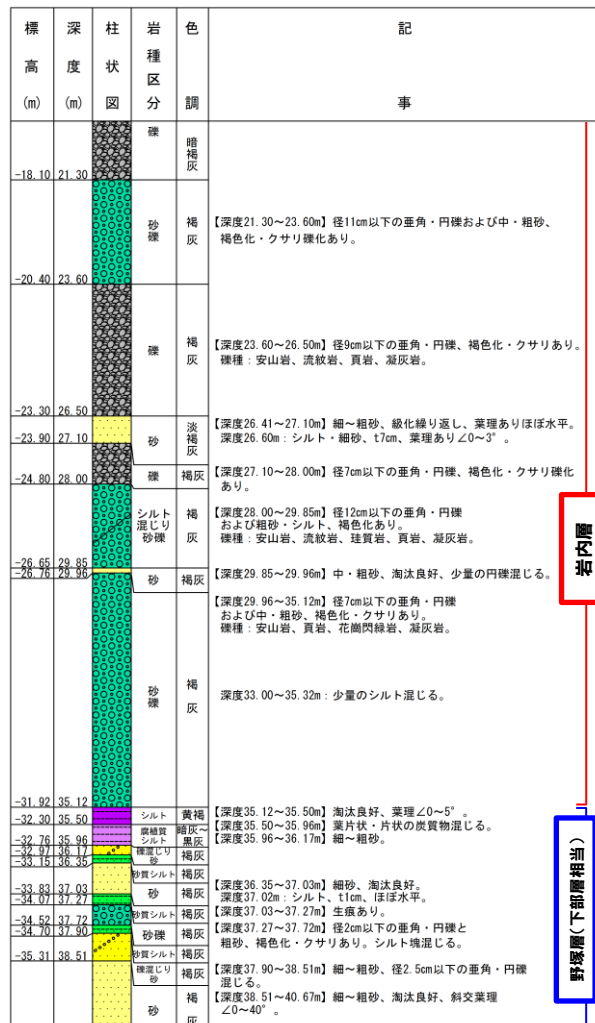 標高(m) 深度(m) 柱状図 岩種区分 色調 記事
礫 暗褐灰
-18.10 21.30
砂礫 褐灰 【深度21.30~23.60m】径11cm以下の亜角・円礫および中・粗砂、
褐色化・クサリ礫化あり。
-20.40 23.60
礫 褐灰 【深度23.60~26.50m】径9cm以下の亜角・円礫、褐色化・クサリあり。
礫種:安山岩、流紋岩、頁岩、凝灰岩。
-23.30 26.50
砂 淡褐灰 【深度26.41~27.10m】細~粗砂、級化繰り返し、葉理ありほぼ水平。
深度26.60m:シルト・細砂、t7cm、葉理あり∠0~3°。
-23.90 27.10
礫 褐灰 【深度27.10~28.00m】径7cm以下の亜角・円礫、褐色化・クサリ礫化
あり。
-24.80 28.00
シルト混じり砂礫 褐灰 【深度28.00~29.85m】径12cm以下の亜角・円礫
および粗砂・シルト、褐色化あり。
礫種:安山岩、流紋岩、珪質岩、頁岩、凝灰岩。
-26.65 29.85
-26.76 29.96
砂 褐灰 【深度29.85~29.96m】中・粗砂、淘汰良好、少量の円礫混じる。
砂礫 褐灰 【深度29.96~35.12m】径7cm以下の亜角・円礫
および中・粗砂、褐色化・クサリあり。
礫種:安山岩、頁岩、花崗閃緑岩、凝灰岩。
深度33.00~35.32m:少量のシルト混じる。
岩内層
-31.92 35.12
シルト 黄褐 【深度35.12~35.50m】淘汰良好、葉理∠0~5°。
-32.30 35.50
腐植質シルト 暗灰~黒灰 【深度35.50~35.96m】葉片状・片状の炭質物混じる。
-32.76 35.96
礫混じり砂 褐灰 【深度35.96~36.17m】細~粗砂。
-32.97 36.17
-33.15 36.35
砂質シルト 褐灰
砂 褐灰 【深度36.35~37.03m】細砂、淘汰良好。
深度37.02m:シルト、t1cm、ほぼ水平。
-33.83 37.03
-34.07 37.27
砂質シルト 褐灰 【深度37.03~37.27m】生痕あり。
砂礫 褐灰 【深度37.27~37.72m】径2cm以下の亜角・円礫と
粗砂、褐色化・クサリあり。シルト塊混じる。
-34.52 37.72
-34.70 37.90
砂質シルト 褐灰
礫混じり砂 褐灰 【深度37.90~38.51m】細~粗砂、径2.5cm以下の亜角・円礫
混じる。
-35.31 38.51
砂 褐灰 【深度38.51~40.67m】細~粗砂、淘汰良好、斜交葉理
∠0~40°。
野塚層(下部層相当)